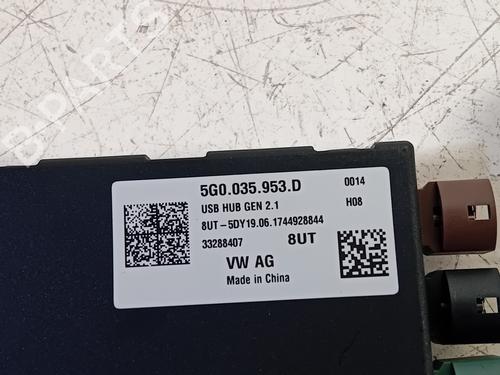 5G0.035.953.D
0014
USB HUB GEN 2.1
H08
8UT-5DY19.06.1744928844
33288407
8UT
VW AG
Made in China
B-PARTS